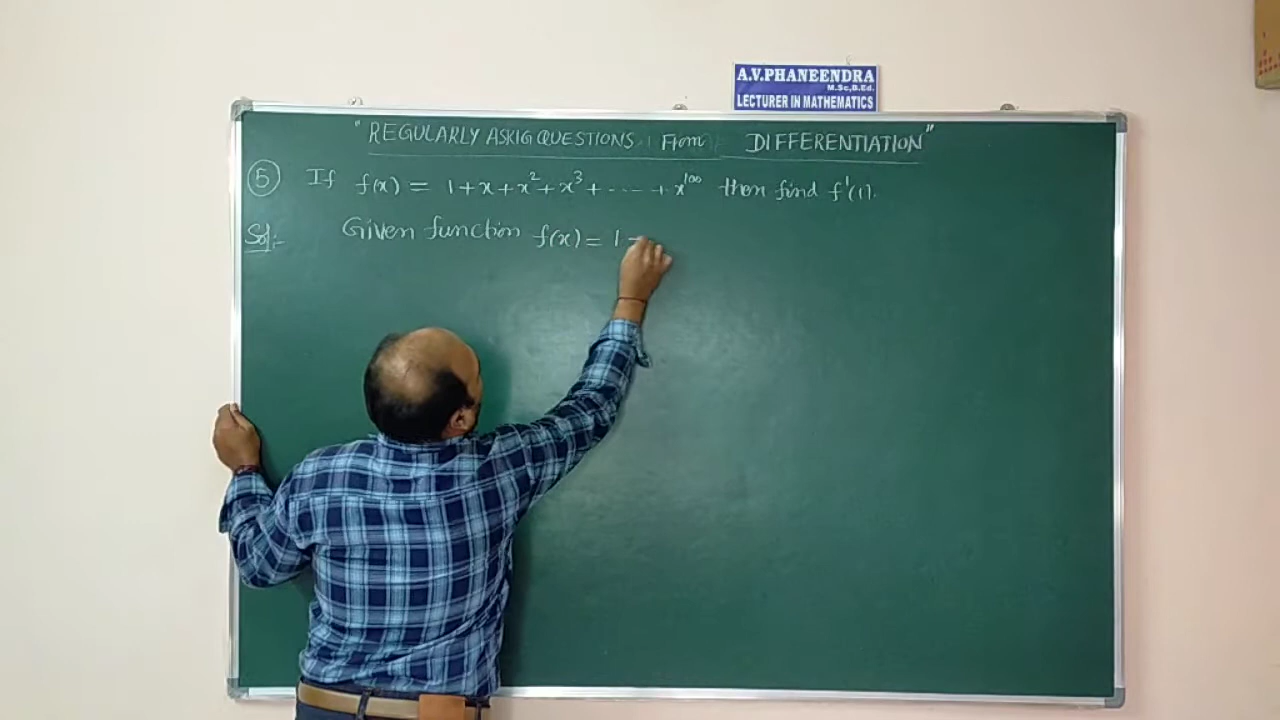 A.V.PHANEENDRA
M.Sc,B.Ed.
LECTURER IN MATHEMATICS
"REGULARLY ASKIG QUESTIONS From DIFFERENTIATION"
5 If f(x) = 1+x+x²+x³+-----+x¹⁰⁰ then find f'(1).
Sol:- Given function f(x) = 1